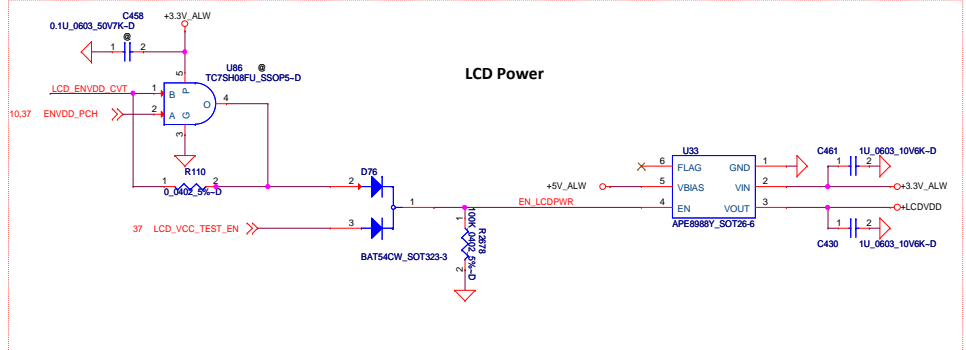 C458
+3.3V_ALW
0.1U_0603_50V7K~D
@
1
2
U86 @
TC7SH08FU_SSOP5~D
LCD Power
5
P
LCD_ENVDD_CVT
1
B
O
4
10,37 ENVDD_PCH
2
A
G
3
R110
1
2
0_0402_5%~D
D76
2
1
37 LCD_VCC_TEST_EN
3
BAT54CW_SOT323-3
EN_LCDPWR
1
2
R2678
100K_0402_5%~D
U33
6
FLAG
GND
1
+5V_ALW
5
VBIAS
VIN
2
+3.3V_ALW
4
EN
VOUT
3
+LCDVDD
APE8988Y_SOT26-6
C461
1U_0603_10V6K~D
1
2
1
2
C430
1U_0603_10V6K~D